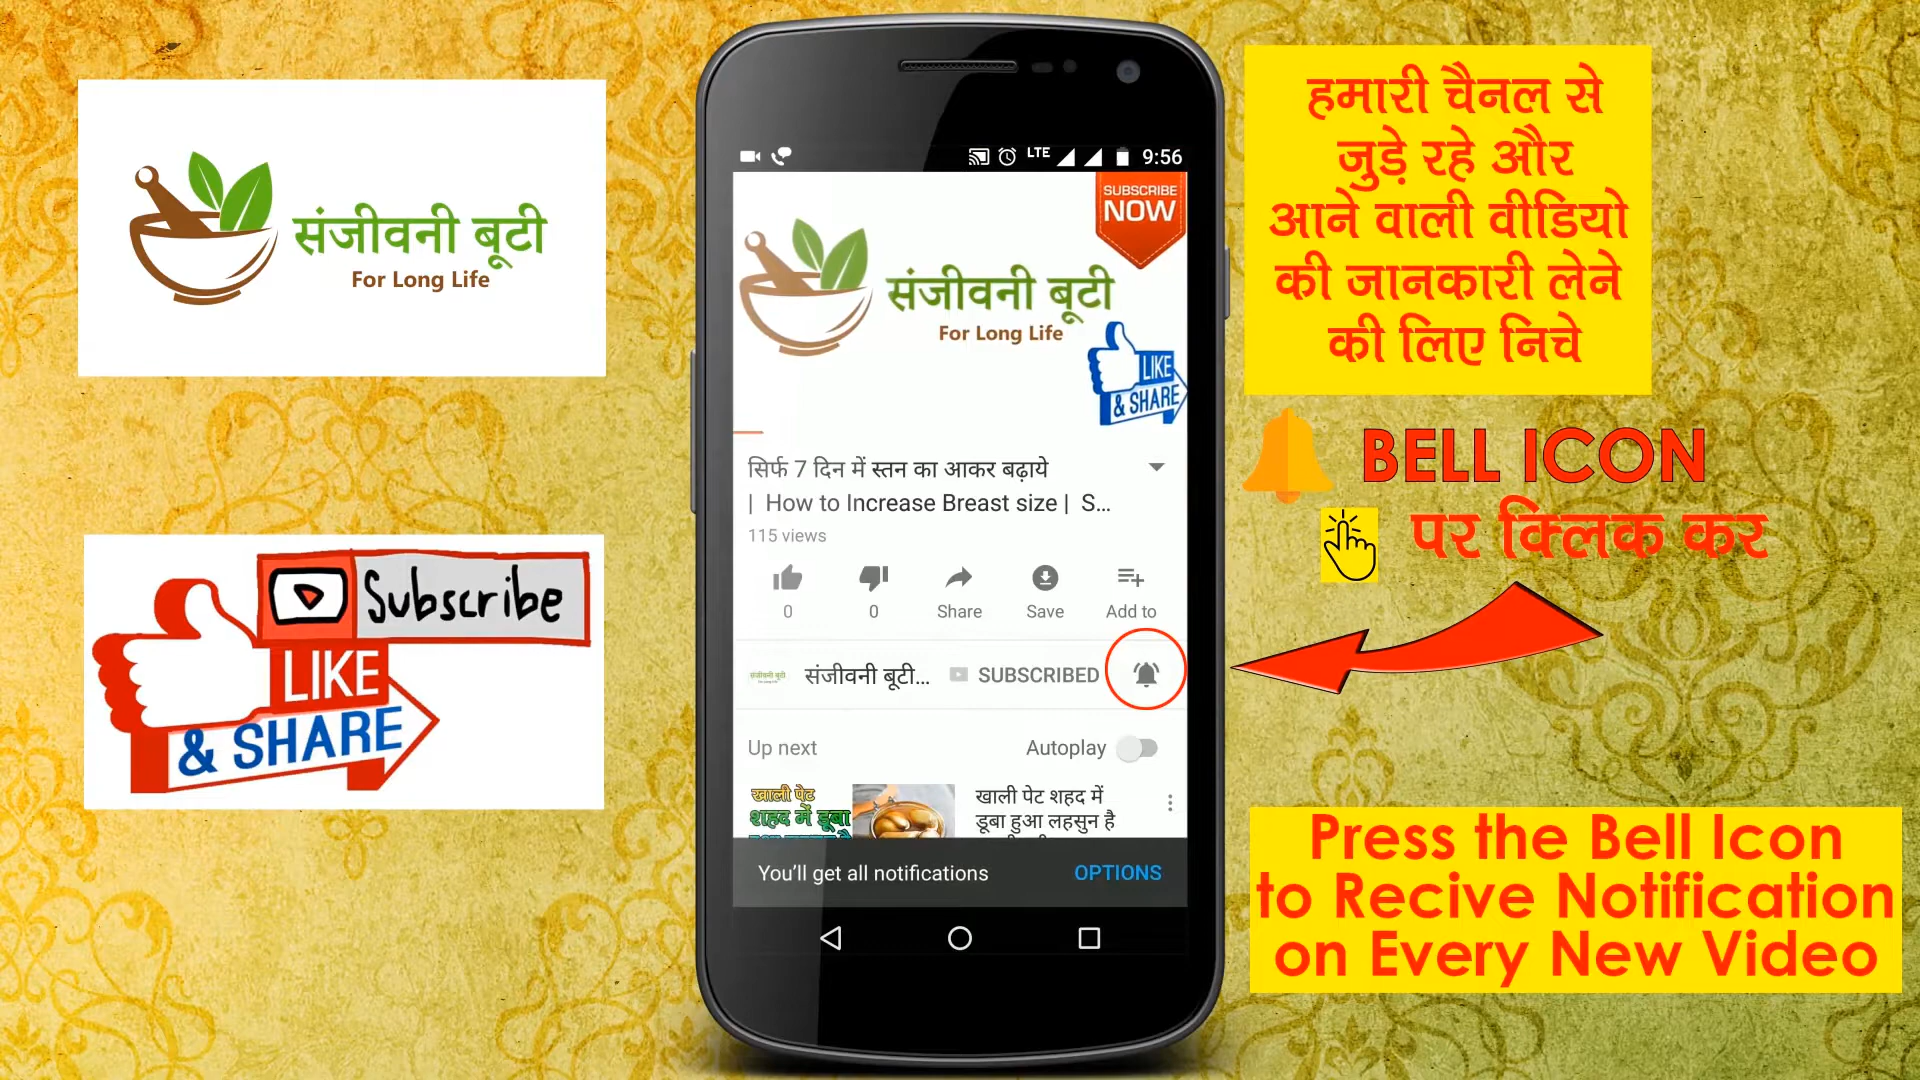 संजीवनी बूटी
For Long Life
Subscribe
LIKE
& SHARE
LTE 9:56
SUBSCRIBE
NOW
संजीवनी बूटी
For Long Life
LIKE
& SHARE
सिर्फ 7 दिन में स्तन का आकर बढ़ाये
| How to Increase Breast size | S...
115 views
0 0 Share Save Add to
संजीवनी बूटी... SUBSCRIBED
Up next Autoplay
खाली पेट
शहद में डूबा
खाली पेट शहद में
डूबा हुआ लहसुन है
You'll get all notifications OPTIONS
हमारी चैनल से
जुड़े रहे और
आने वाली वीडियो
की जानकारी लेने
की लिए निचे
BELL ICON
पर क्लिक कर
Press the Bell Icon
to Recive Notification
on Every New Video